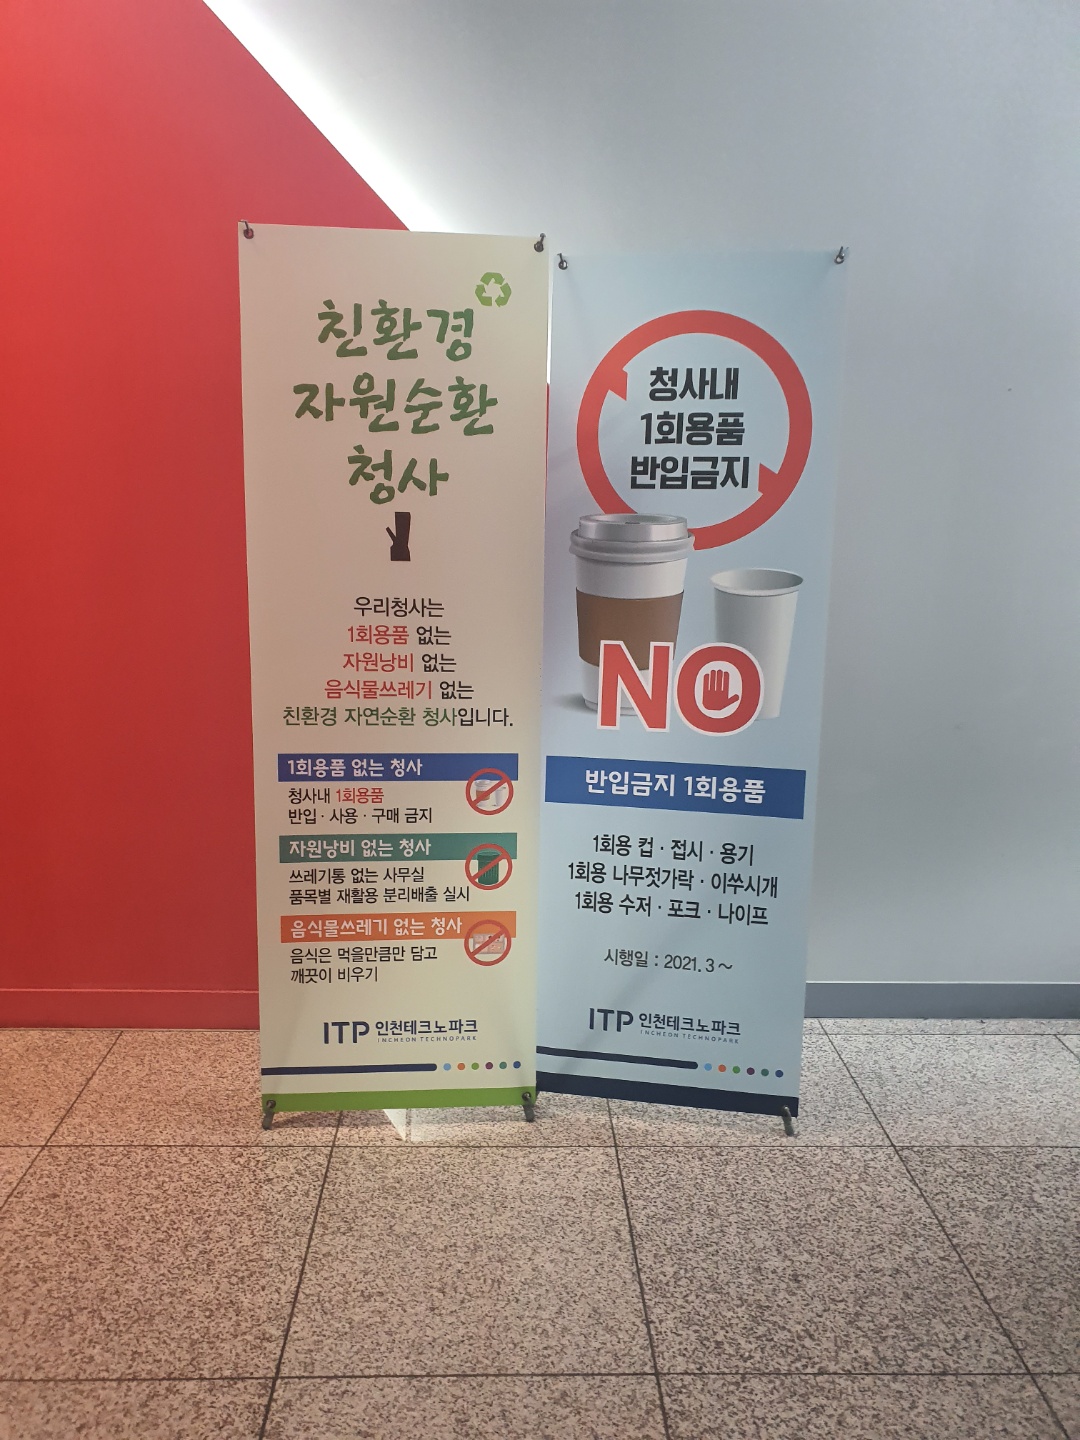 친환경
자원순환
청사
우리청사는
1회용품 없는
자원낭비 없는
음식물쓰레기 없는
친환경 자연순환 청사입니다.
1회용품 없는 청사
청사내 1회용품
반입 · 사용 · 구매 금지
자원낭비 없는 청사
쓰레기통 없는 사무실
품목별 재활용 분리배출 실시
음식물쓰레기 없는 청사
음식은 먹을만큼만 담고
깨끗이 비우기
ITP 인천테크노파크
INCHEON TECHNOPARK
청사내
1회용품
반입금지
NO
반입금지 1회용품
1회용 컵 · 접시 · 용기
1회용 나무젓가락 · 이쑤시개
1회용 수저 · 포크 · 나이프
시행일 : 2021. 3 ~
ITP 인천테크노파크
INCHEON TECHNOPARK